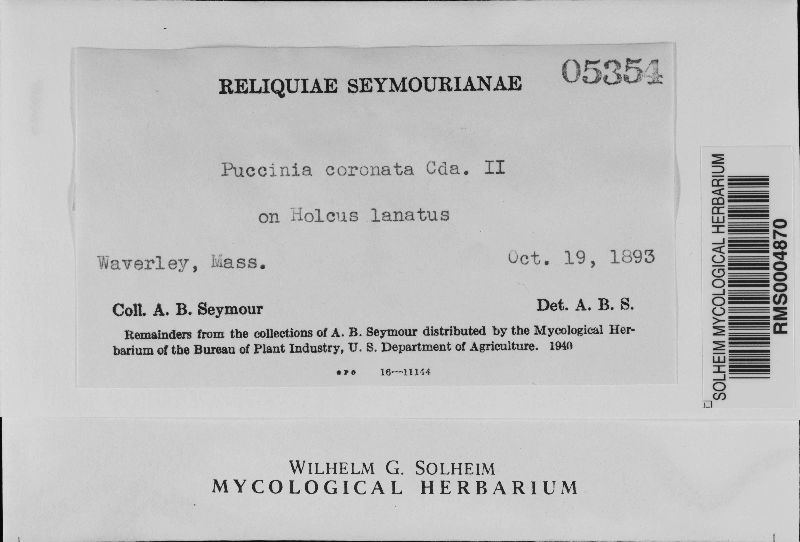 RELIQUIAE SEYMOURIANAE
05354
Puccinia coronata Cda. II
on Holcus lanatus
Waverley, Mass.
Oct. 19, 1893
Coll. A. B. Seymour
Det. A. B. S.
Remainders from the collections of A. B. Seymour distributed by the Mycological Her-
barium of the Bureau of Plant Industry, U. S. Department of Agriculture. 1940
GPO 16—11144
SOLHEIM MYCOLOGICAL HERBARIUM
RMS0004870
WILHELM G. SOLHEIM
MYCOLOGICAL HERBARIUM